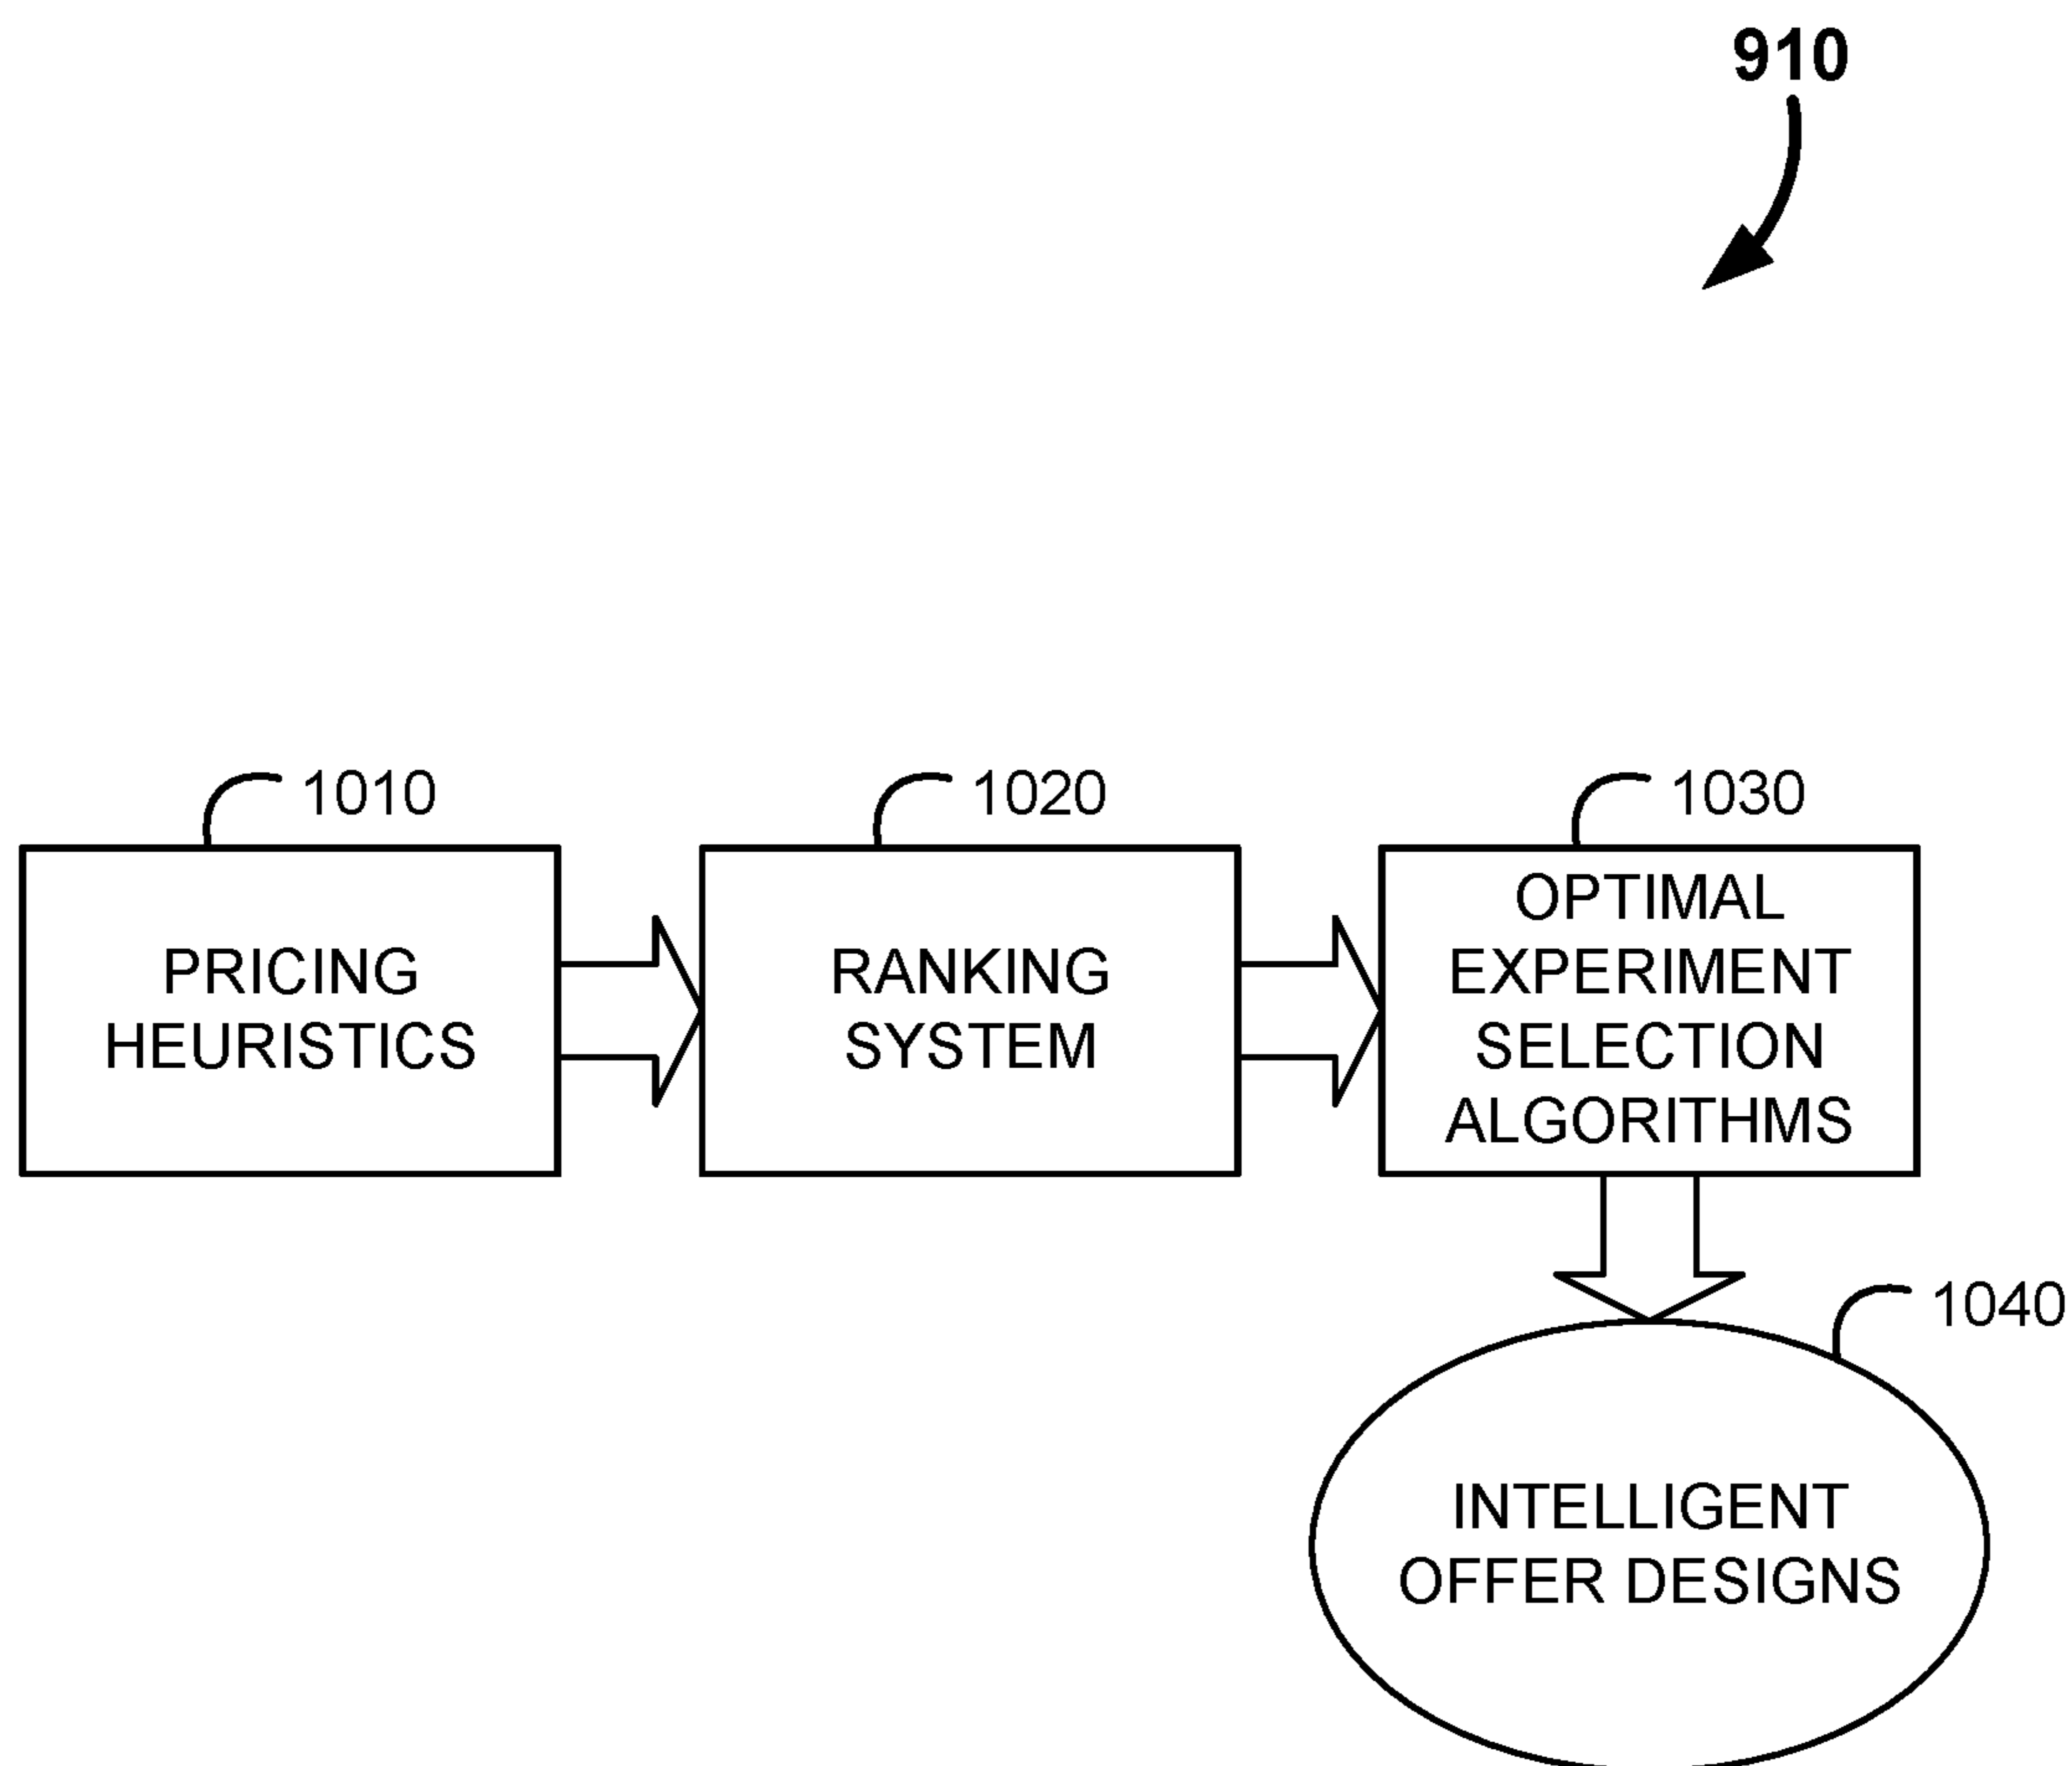 910
1010
1020
1030
PRICING
HEURISTICS
RANKING
SYSTEM
OPTIMAL
EXPERIMENT
SELECTION
ALGORITHMS
1040
INTELLIGENT
OFFER DESIGNS